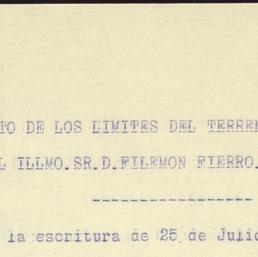 TO DE LOS LIMITES DEL TERREN
L ILLMO.SR.D.FILEMON FIERRO.
----------------
la escritura de 25 de Julio